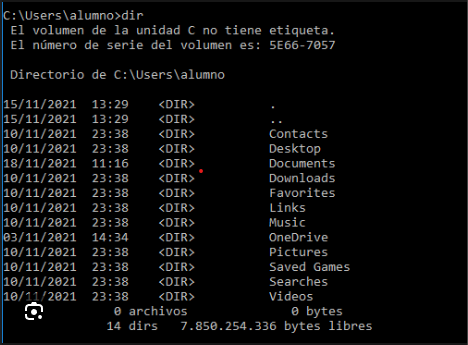 C:\Users\alumno>dir
El volumen de la unidad C no tiene etiqueta.
El número de serie del volumen es: 5E66-7057
Directorio de C:\Users\alumno
15/11/2021  13:29    <DIR>          .
15/11/2021  13:29    <DIR>          ..
10/11/2021  23:38    <DIR>          Contacts
10/11/2021  23:38    <DIR>          Desktop
18/11/2021  11:16    <DIR>          Documents
10/11/2021  23:38    <DIR>          Downloads
10/11/2021  23:38    <DIR>          Favorites
10/11/2021  23:38    <DIR>          Links
10/11/2021  23:38    <DIR>          Music
03/11/2021  14:34    <DIR>          OneDrive
10/11/2021  23:38    <DIR>          Pictures
10/11/2021  23:38    <DIR>          Saved Games
10/11/2021  23:38    <DIR>          Searches
10/11/2021  23:38    <DIR>          Videos
0 archivos              0 bytes
14 dirs   7.850.254.336 bytes libres